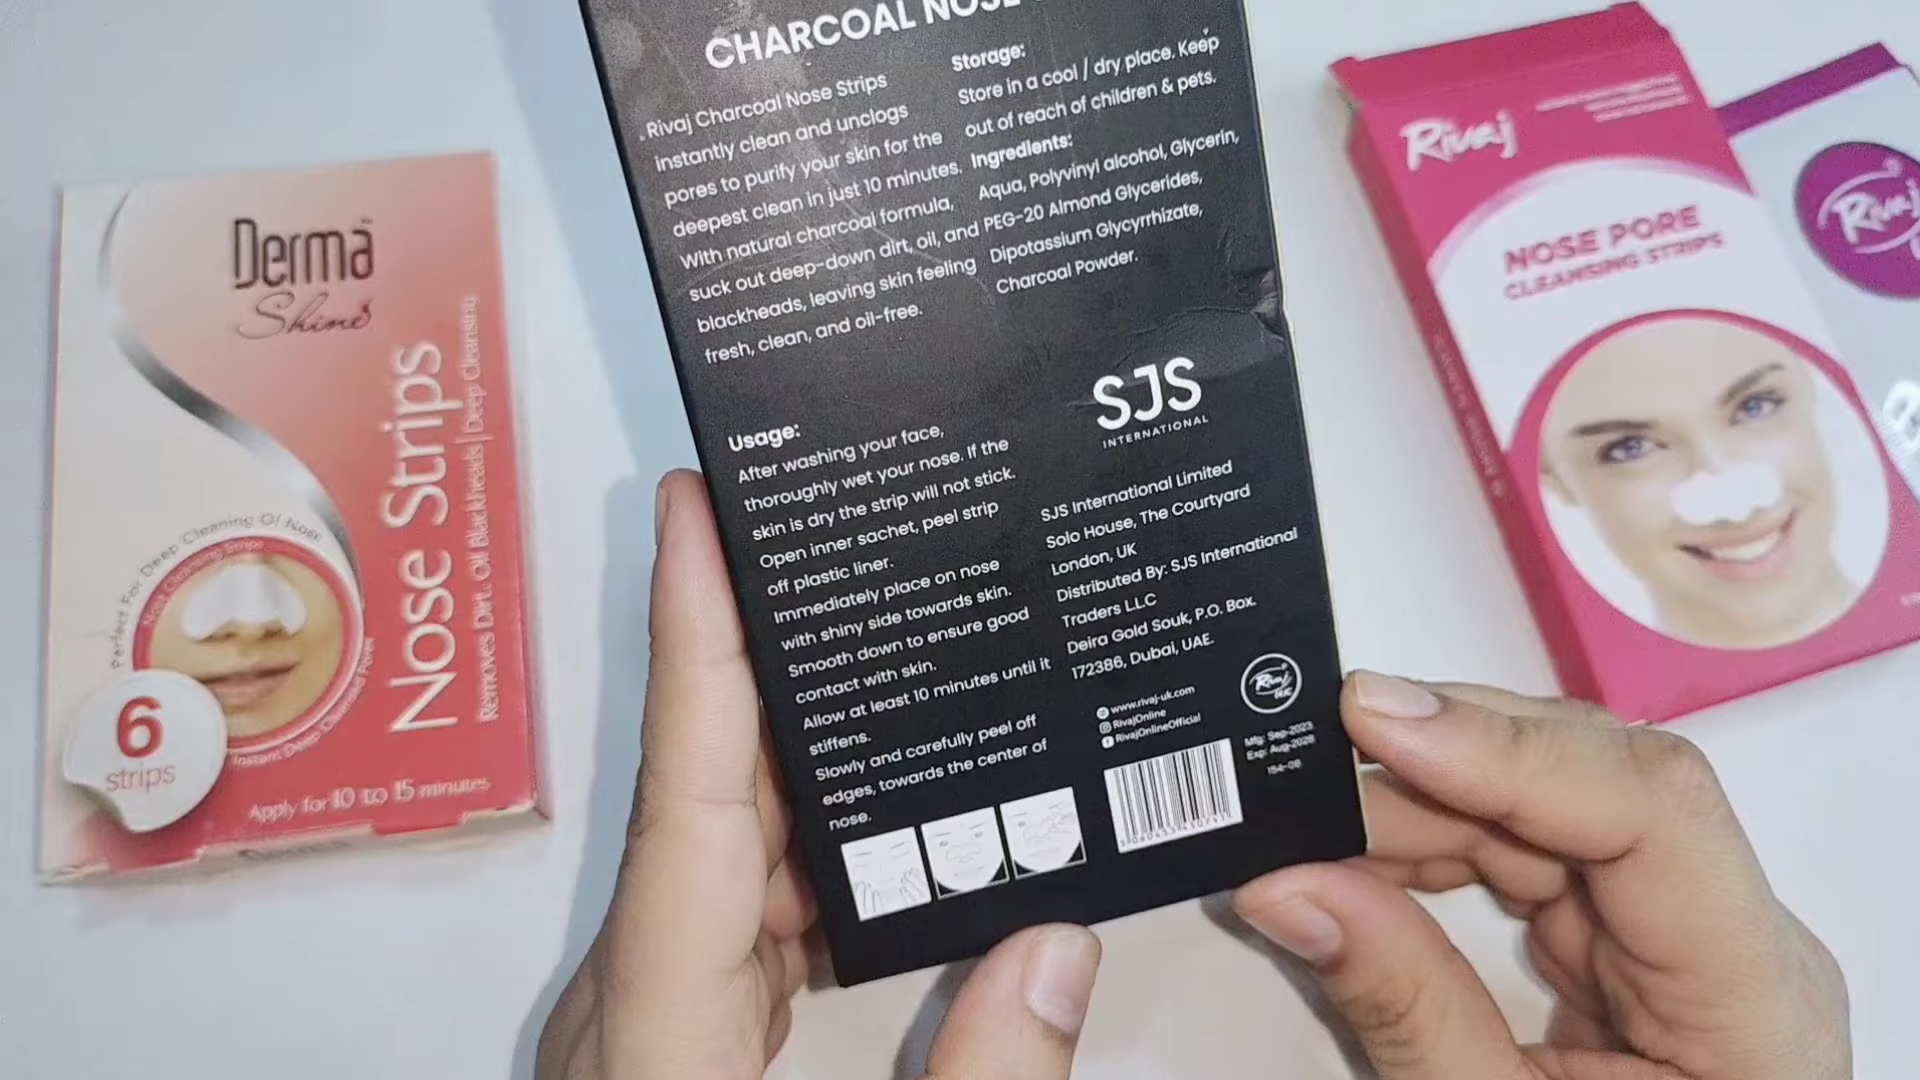 Derma
Shine
Nose Strips
Removes Dirt, Oil Blackheads | Deep Cleansing
Perfect For Deep Cleaning Of Nose
Nose Cleansing Strips
Instant Deep Cleansed Pores
6
strips
Apply for 10 to 15 minutes
CHARCOAL NOSE
Rivaj Charcoal Nose Strips
instantly clean and unclogs
pores to purify your skin for the
deepest clean in just 10 minutes.
With natural charcoal formula,
suck out deep-down dirt, oil, and
blackheads, leaving skin feeling
fresh, clean, and oil-free.
Storage:
Store in a cool / dry place. Keep
out of reach of children & pets.
Ingredients:
Aqua, Polyvinyl alcohol, Glycerin,
PEG-20 Almond Glycerides,
Dipotassium Glycyrrhizate,
Charcoal Powder.
Usage:
After washing your face,
thoroughly wet your nose. If the
skin is dry the strip will not stick.
Open inner sachet, peel strip
off plastic liner.
Immediately place on nose
with shiny side towards skin.
Smooth down to ensure good
contact with skin.
Allow at least 10 minutes until it
stiffens.
Slowly and carefully peel off
edges, towards the center of
nose.
SJS
INTERNATIONAL
SJS International Limited
Solo House, The Courtyard
London, UK
Distributed By: SJS International
Traders LLC
Deira Gold Souk, P.O. Box.
172386, Dubai, UAE.
www.rivaj-uk.com
RivajOnline
RivajOnlineOfficial
Rivaj
UK
Mfg: Sep-2023
Exp: Aug-2026
Rivaj
NOSE PORE
CLEANSING STRIPS
Rivaj